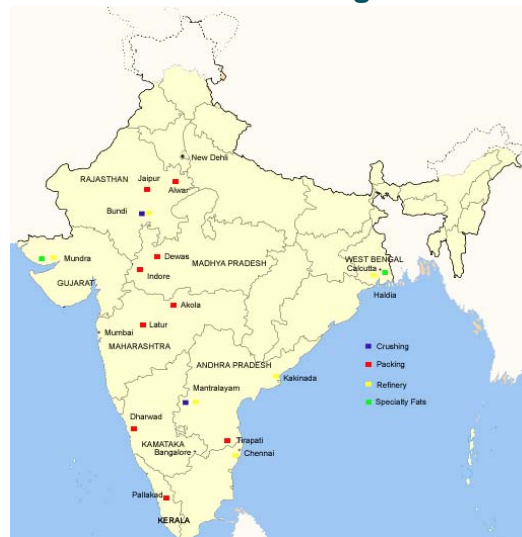 New Dehli
RAJASTHAN
Jaipur
Alwar
Bundi
Mundra
Dewas
MADHYA PRADESH
WEST BENGAL
Calcutta
Indore
GUJARAT
Haldia
Akola
Latur
Mumbai
MAHARASHTRA
Crushing
ANDHRA PRADESH
Packing
Kakinada
Refinery
Mantralayam
Specialty Fats
Dharwad
Tirapati
KAMATAKA
Bangalore
Chennai
Pallakad
KERALA